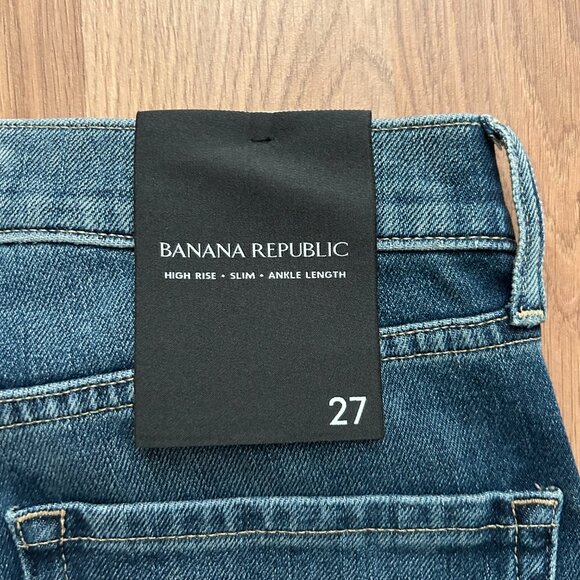 BANANA REPUBLIC
HIGH RISE • SLIM • ANKLE LENGTH
27